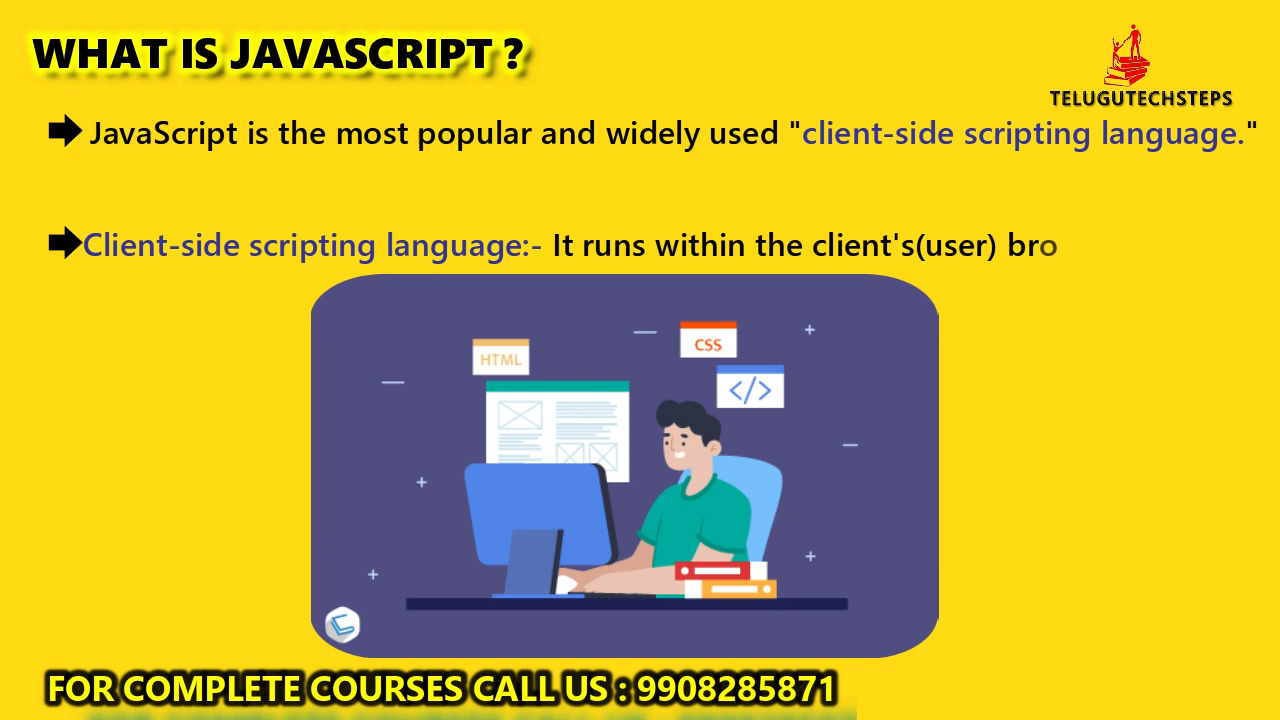 WHAT IS JAVASCRIPT ?
TELUGUTECHSTEPS
JavaScript is the most popular and widely used "client-side scripting language."
Client-side scripting language:- It runs within the client's(user) bro
HTML
CSS
</>
FOR COMPLETE COURSES CALL US : 9908285871